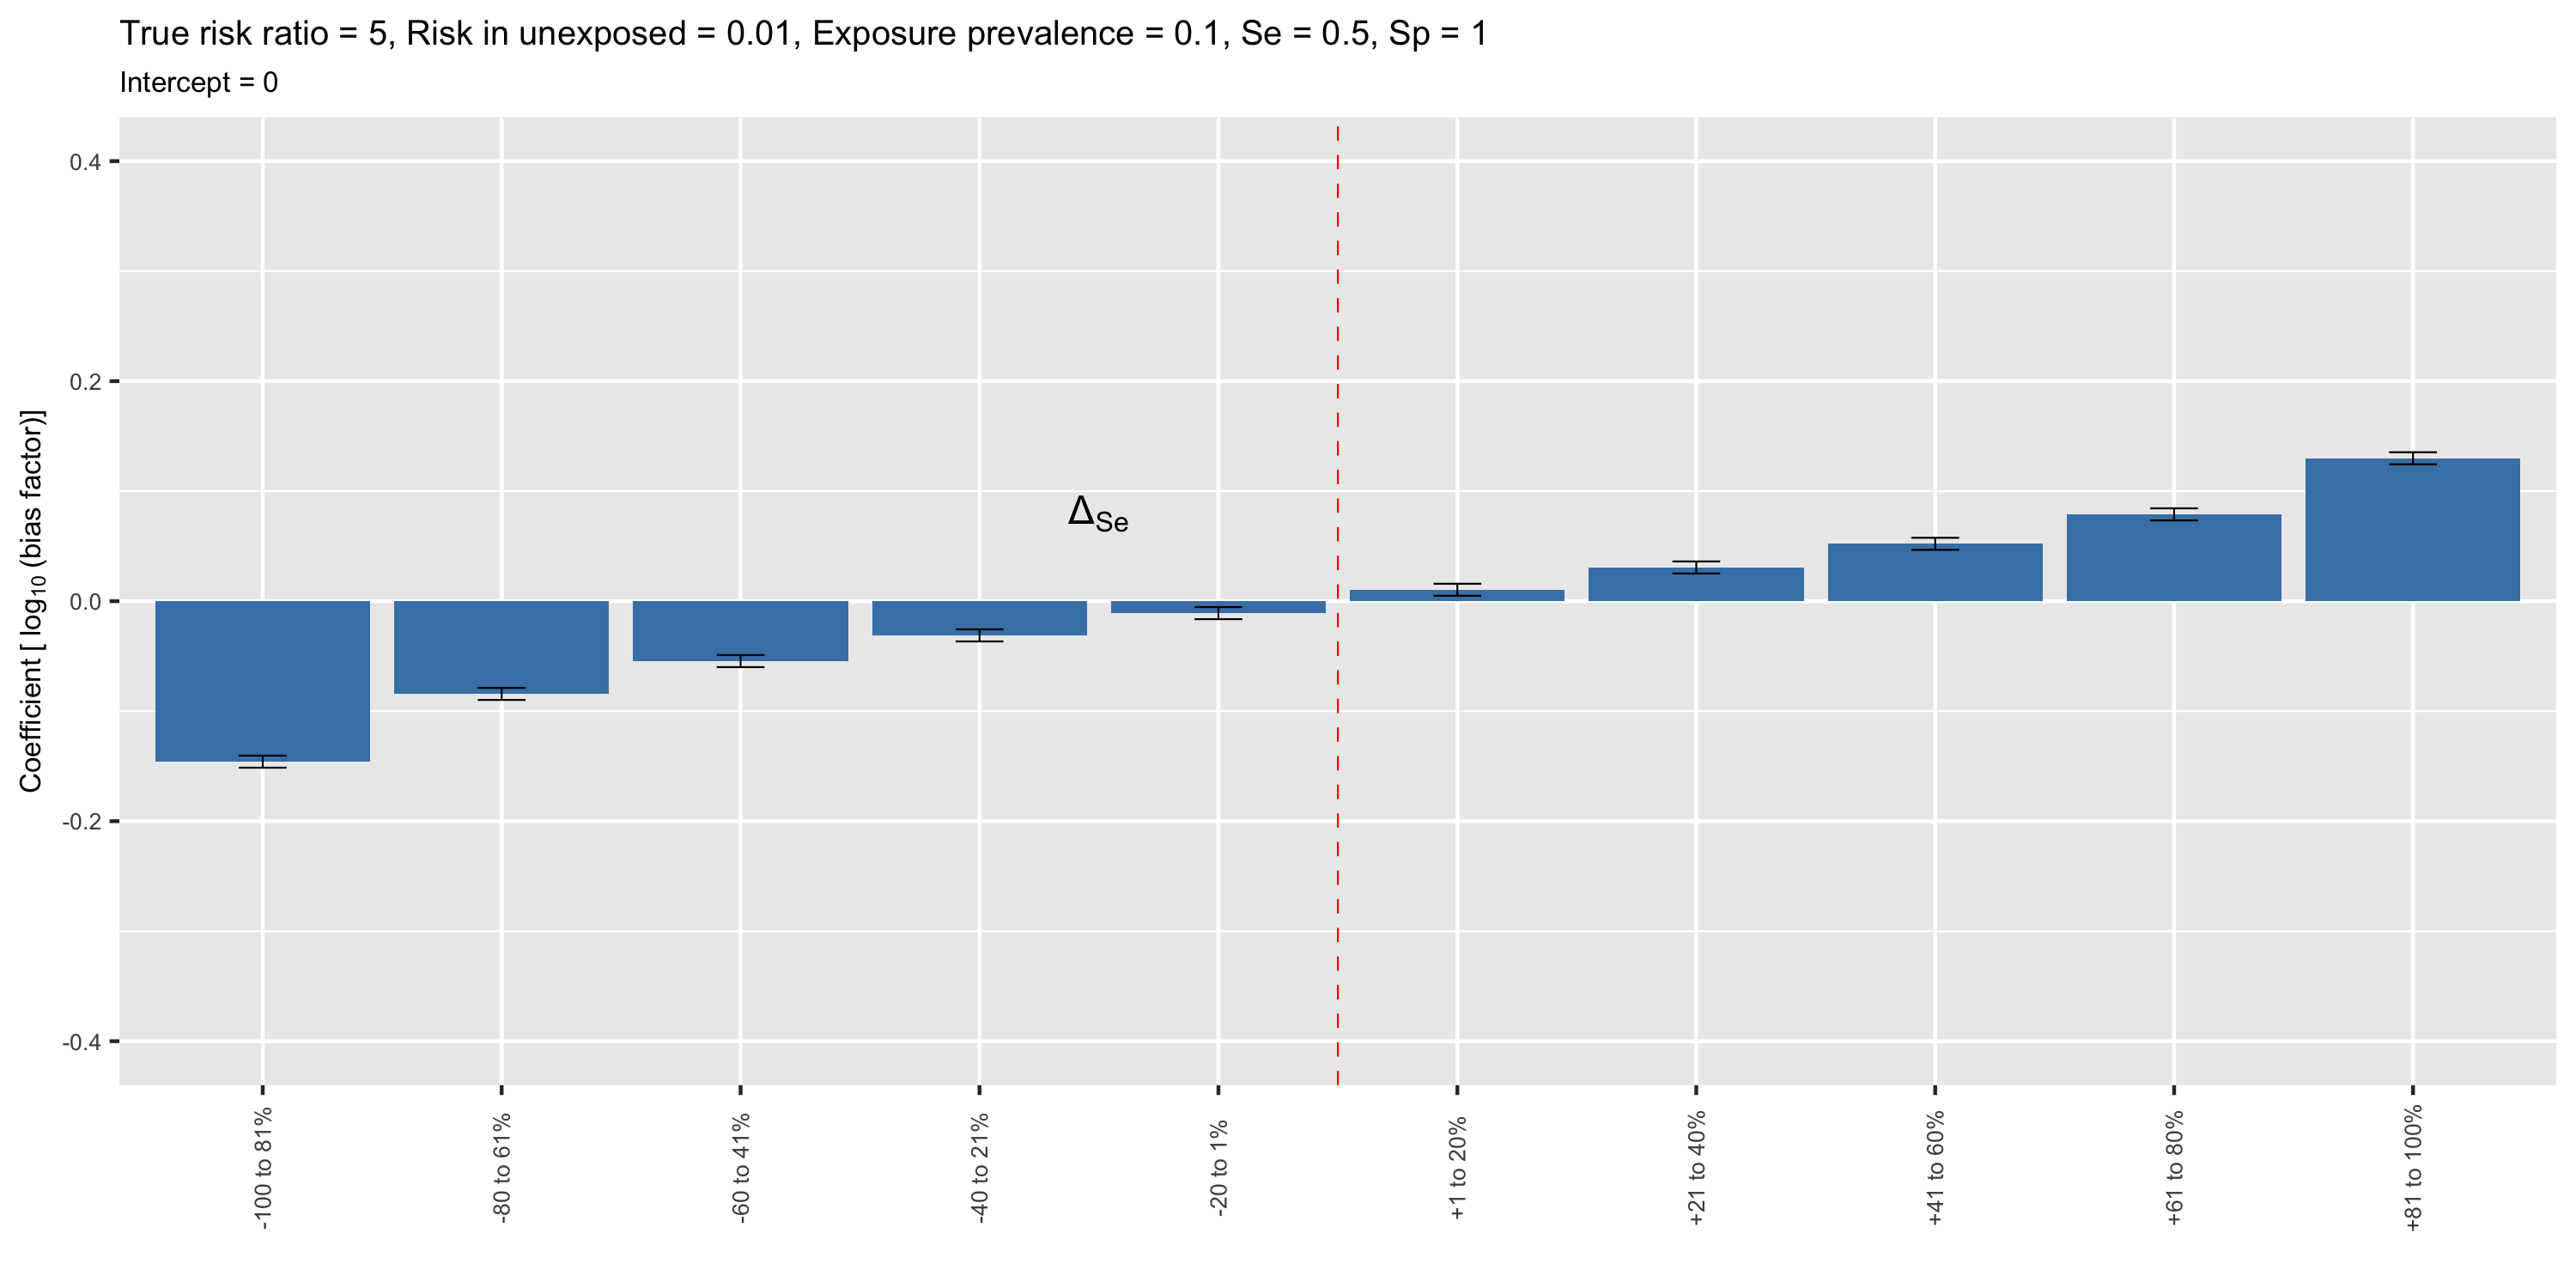 True risk ratio = 5, Risk in unexposed = 0.01, Exposure prevalence = 0.1, Se = 0.5, Sp = 1
Intercept = 0
Coefficient [ log₁₀ (bias factor)]
0.4
0.2
0.0
-0.2
-0.4
Δ_Se
-100 to 81%
-80 to 61%
-60 to 41%
-40 to 21%
-20 to 1%
+1 to 20%
+21 to 40%
+41 to 60%
+61 to 80%
+81 to 100%